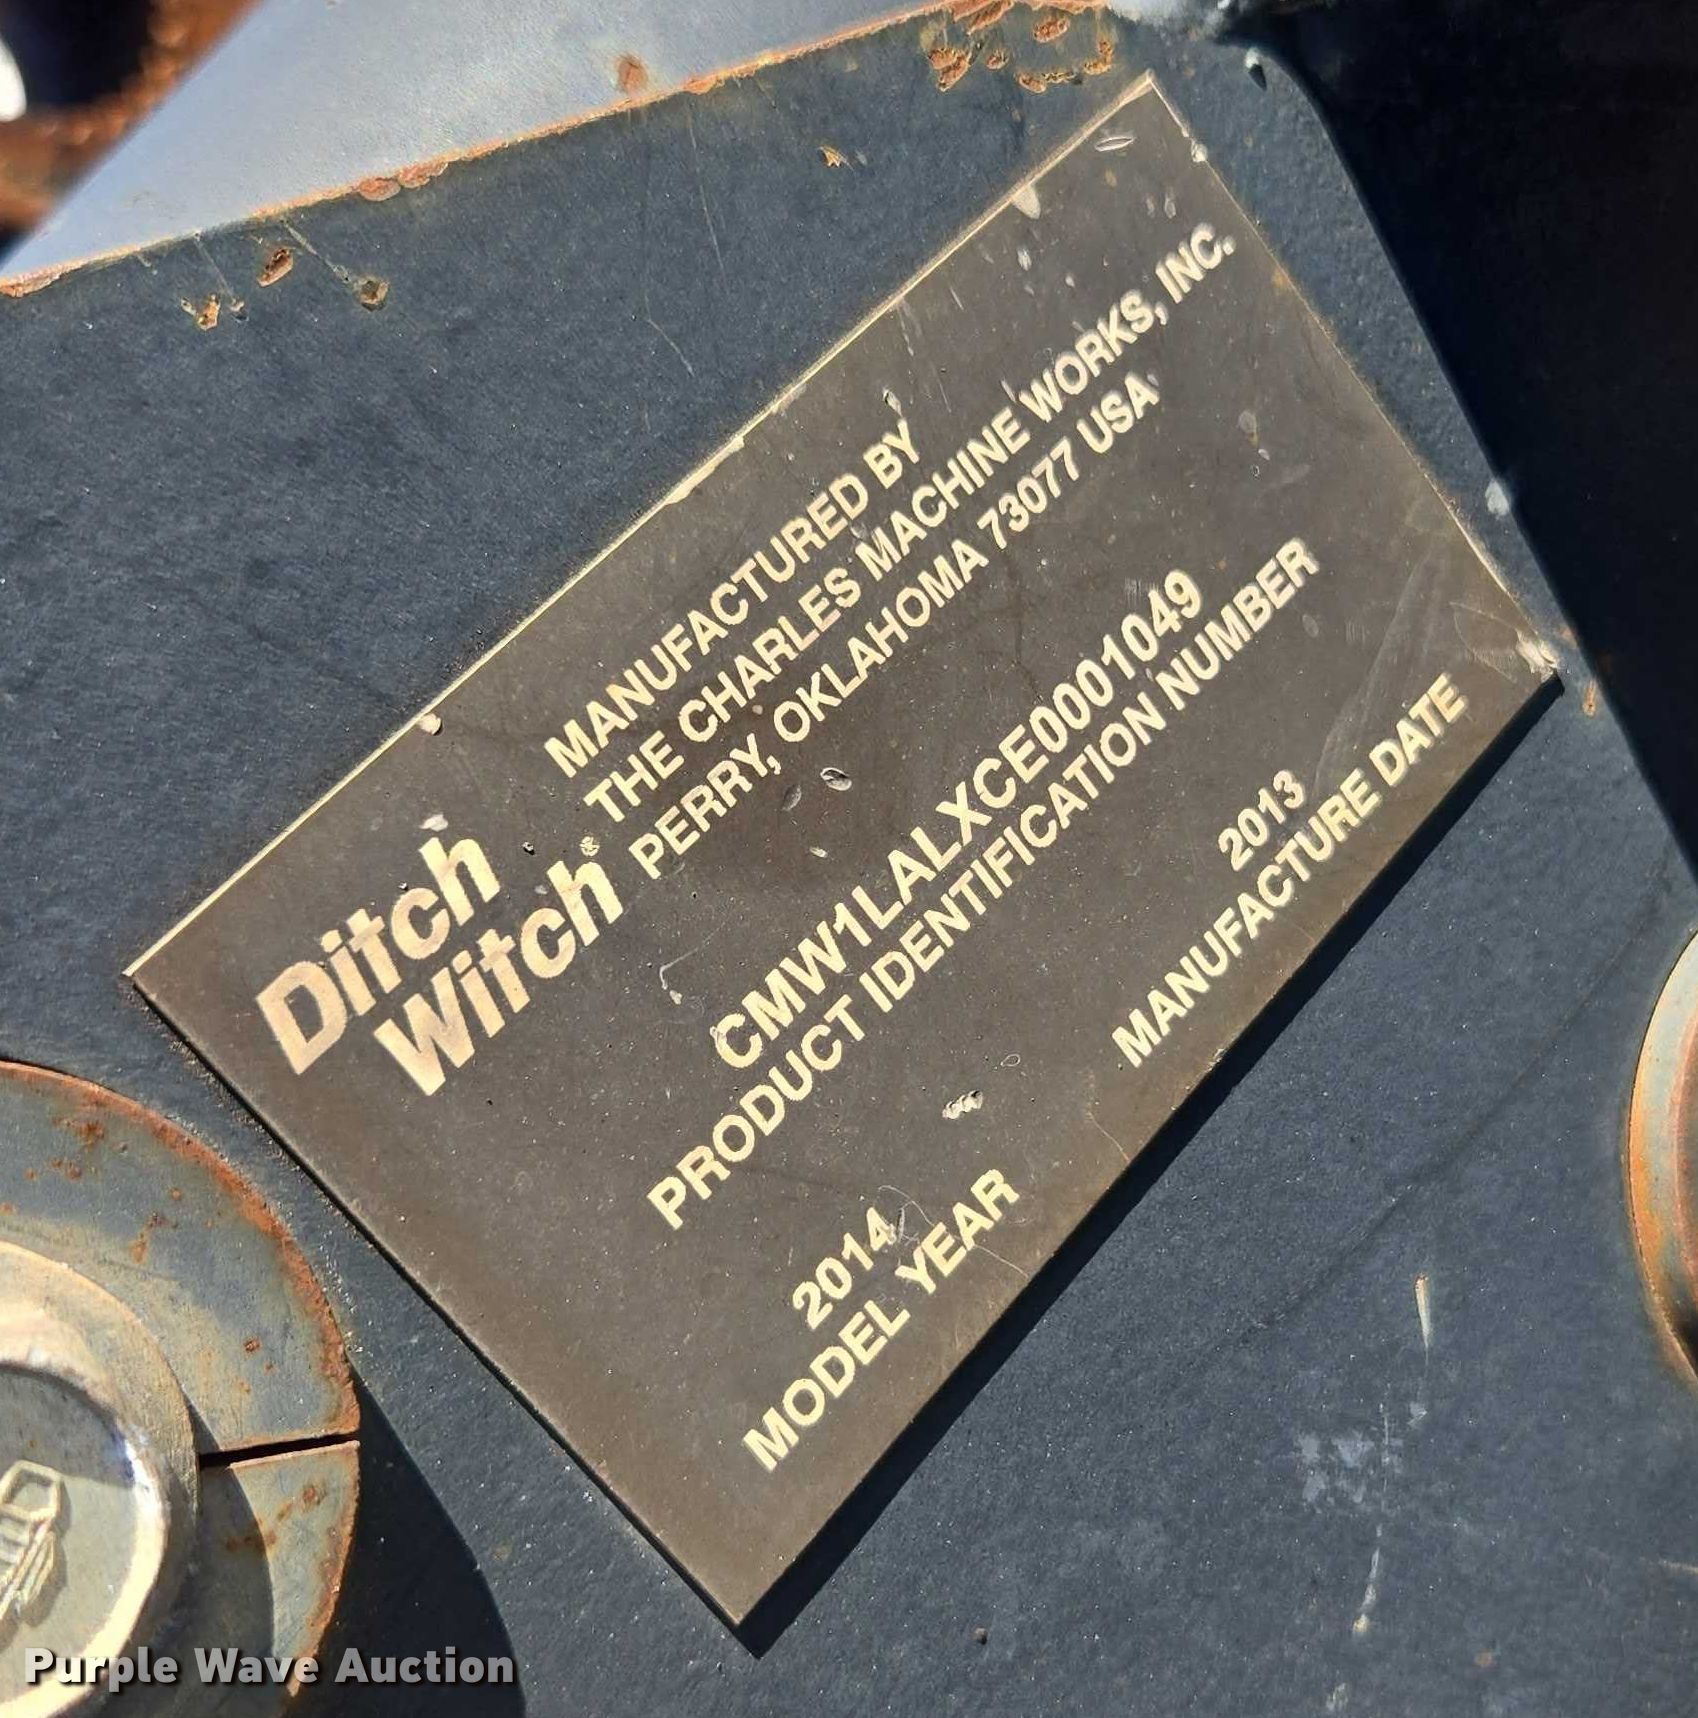 Ditch
Witch®
MANUFACTURED BY
THE CHARLES MACHINE WORKS, INC.
PERRY, OKLAHOMA 73077 USA
CMW1LALXCE0001049
PRODUCT IDENTIFICATION NUMBER
2014
MODEL YEAR
2013
MANUFACTURE DATE
Purple Wave Auction